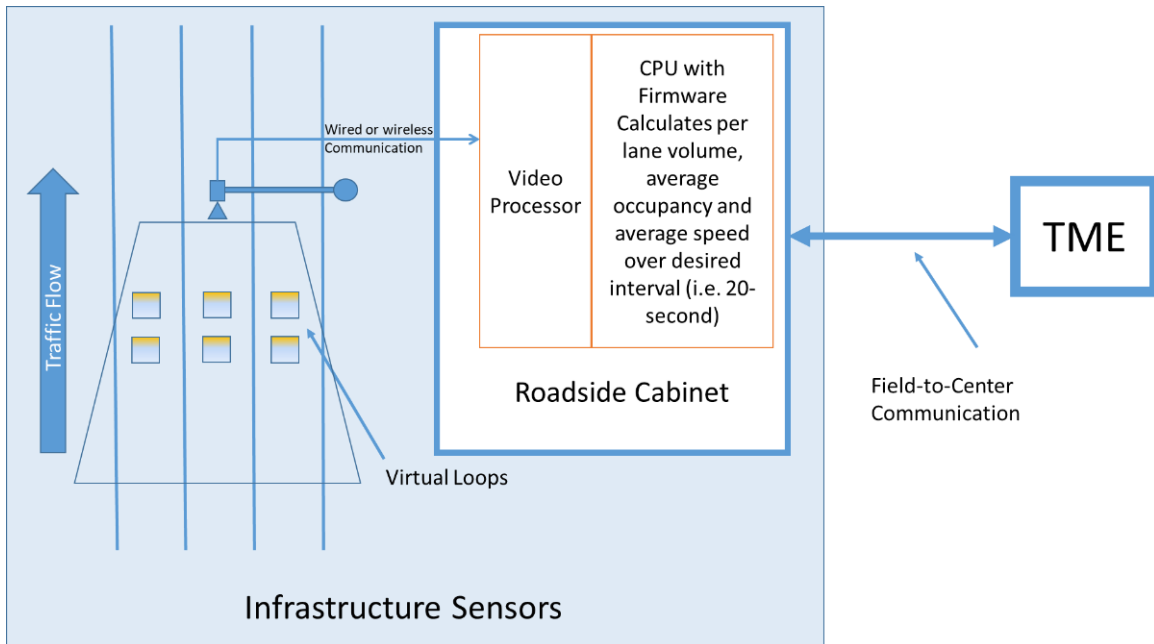 Traffic Flow
Wired or wireless
Communication
Virtual Loops
Video
Processor
CPU with
Firmware
Calculates per
lane volume,
average
occupancy and
average speed
over desired
interval (i.e. 20-
second)
Roadside Cabinet
TME
Field-to-Center
Communication
Infrastructure Sensors